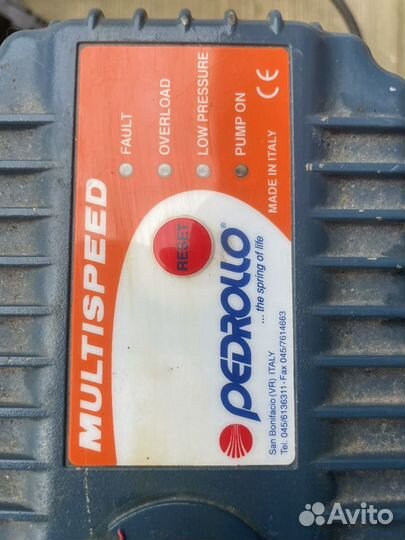 MULTISPEED
FAULT
OVERLOAD
LOW PRESSURE
PUMP ON
CE
MADE IN ITALY
RESET
PEDROLLO®
... the spring of life
San Bonifacio (VR) ITALY
Tel. 045/6136311 - Fax 045/7614663
Avito